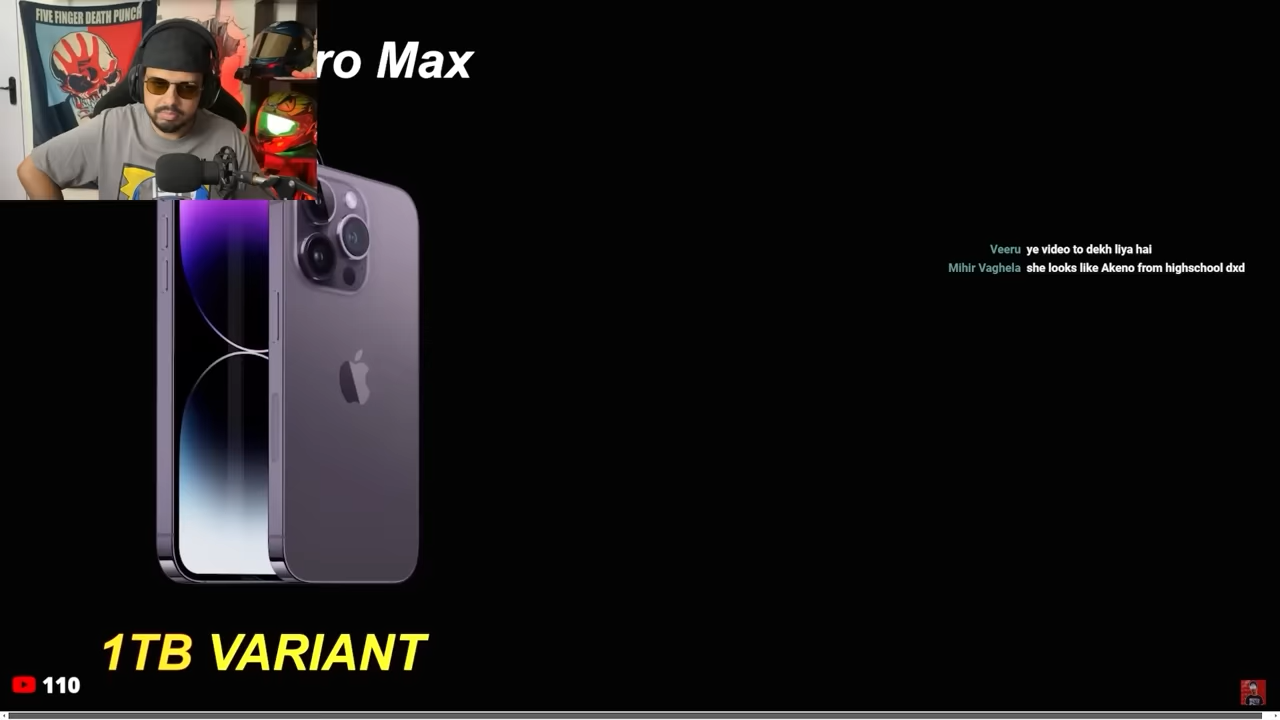 FIVE FINGER DEATH PUNCH
ro Max
Veeru ye video to dekh liya hai
Mihir Vaghela she looks like Akeno from highschool dxd
1TB VARIANT
110